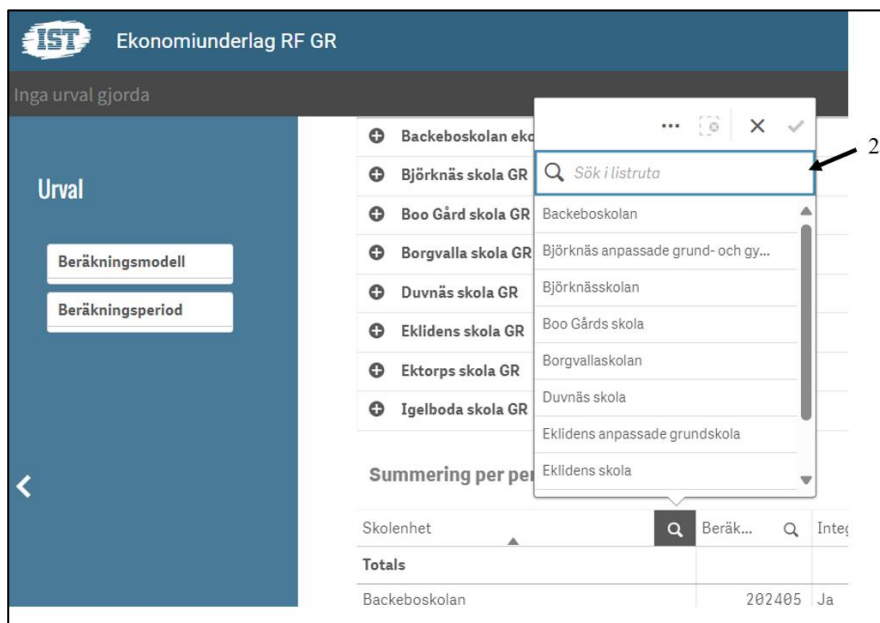 IST Ekonomiunderlag RF GR
Inga urval gjorda
Urval
Beräkningsmodell
Beräkningsperiod
Backeboskolan eko
Björknäs skola GR
Boo Gård skola GR
Borgvalla skola GR
Duvnäs skola GR
Eklidens skola GR
Ektorps skola GR
Igelboda skola GR
Sök i listruta
2
Backeboskolan
Björknäs anpassade grund- och gy...
Björknässkolan
Boo Gårds skola
Borgvallaskolan
Duvnäs skola
Eklidens anpassade grundskola
Eklidens skola
Summering per per
Skolenhet Beräk... Integ
Totals
Backeboskolan 202405 Ja